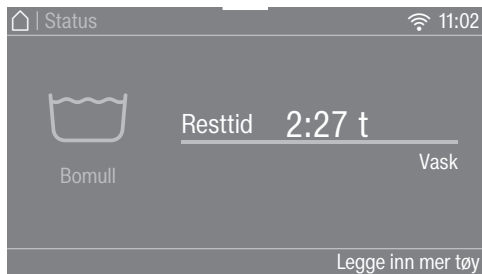 | Status
11:02
Resttid 2:27 t
Vask
Bomull
Legge inn mer tøy